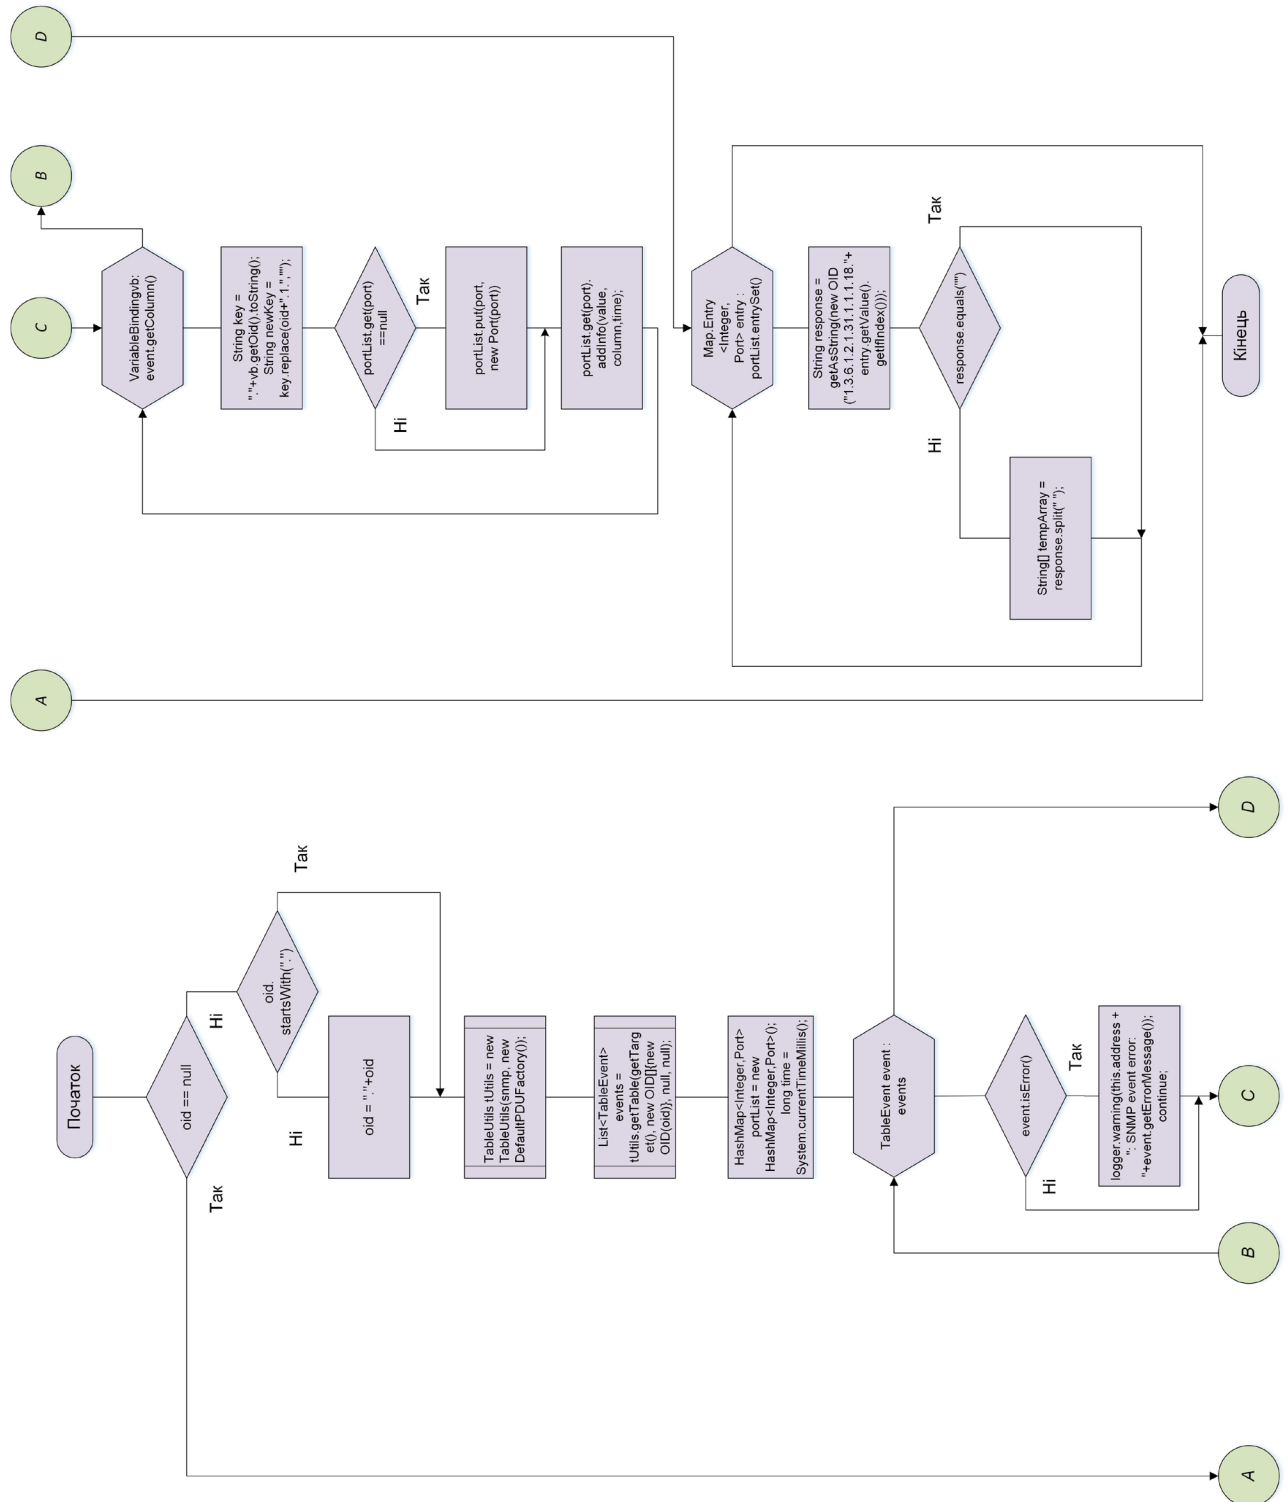 Початок
oid == null
Так
Ні
oid.
startsWith(".")
Так
Ні
oid = "."+oid
TableUtils tUtils = new
TableUtils(snmp, new
DefaultPDUFactory());
List<TableEvent>
events =
tUtils.getTable(getTarg
et(), new OID[]{new
OID(oid)}, null, null);
HashMap<Integer,Port>
portList = new
HashMap<Integer,Port>();
long time =
System.currentTimeMillis();
TableEvent event :
events
event.isError()
Ні
Так
logger.warning(this.address +
": SNMP event error:
"+event.getErrorMessage());
continue;
A
B
C
D
A
C
B
D
VariableBindingvb:
event.getColumn()
String key =
"."+vb.getOid().toString();
String newKey =
key.replace(oid+".1.","");
portList.get(port)
==null
Ні
Так
portList.put(port,
new Port(port))
portList.get(port).
addInfo(value,
column,time);
Map.Entry
<Integer,
Port> entry :
portList.entrySet()
String response =
getAsString(new OID
("1.3.6.1.2.1.31.1.1.1.18."+
entry.getValue().
getIfIndex()));
response.equals("")
Ні
Так
String[] tempArray =
response.split(" ");
Кінець